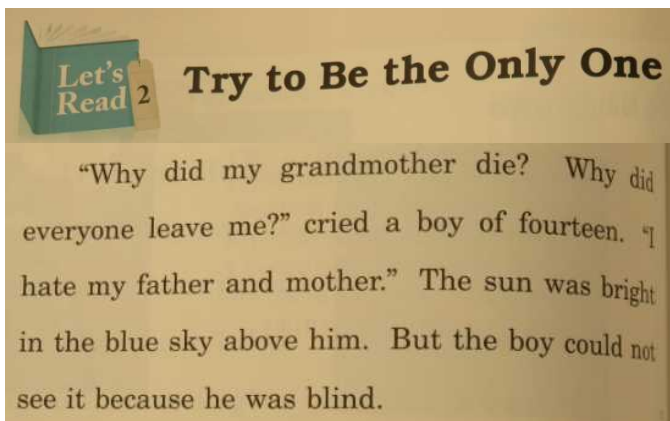 Let's
Read 2
Try to Be the Only One
"Why did my grandmother die? Why did
everyone leave me?" cried a boy of fourteen. "I
hate my father and mother." The sun was bright
in the blue sky above him. But the boy could not
see it because he was blind.